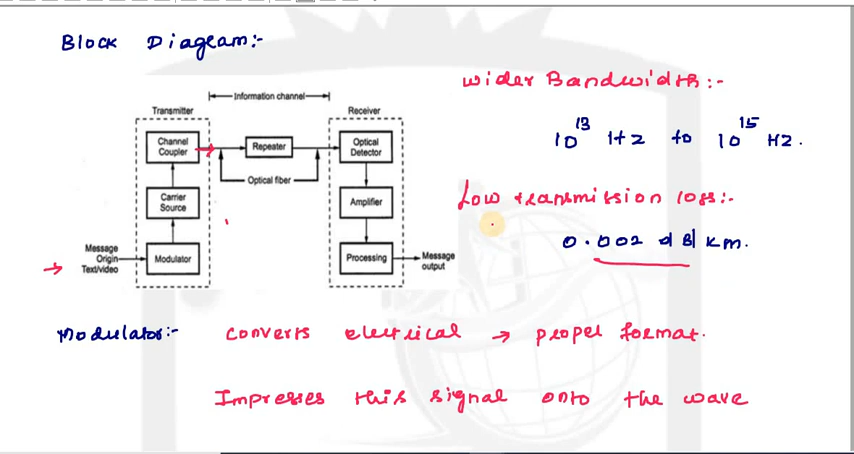 Block Diagram:-
Information channel
Transmitter
Receiver
Channel
Coupler
Repeater
Optical
Detector
Optical fiber
Carrier
Source
Amplifier
Message
Origin
Text/video
Modulator
Processing
Message
output
wider Bandwidth:-
10^13 Hz to 10^15 Hz.
Low transmission loss:-
0.002 dB/km.
Modulator:- converts electrical → proper format.
Impresses this signal onto the wave